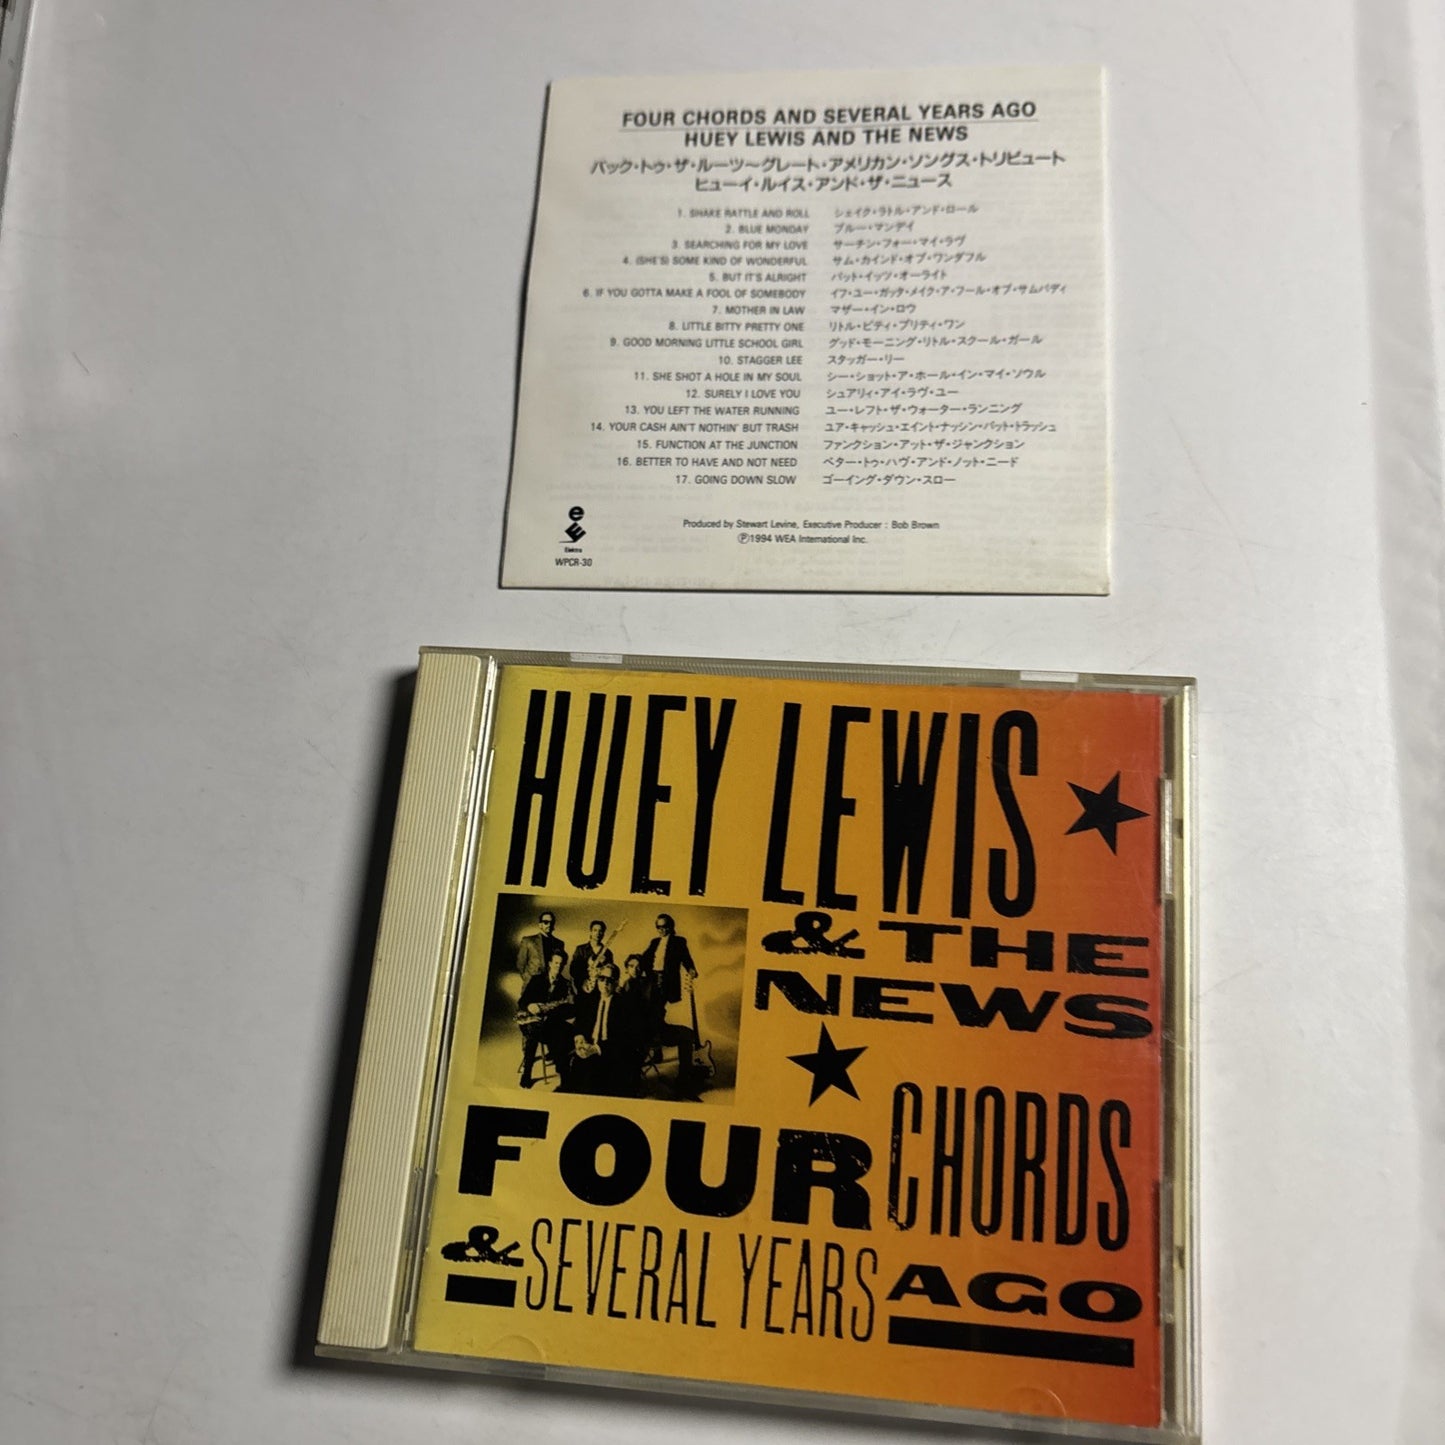 FOUR CHORDS AND SEVERAL YEARS AGO
HUEY LEWIS AND THE NEWS
バック・トゥ・ザ・ルーツ〜グレート・アメリカン・ソングス・トリビュート
ヒューイ・ルイス・アンド・ザ・ニュース
1. SHAKE RATTLE AND ROLL シェイク・ラトル・アンド・ロール
2. BLUE MONDAY ブルー・マンデイ
3. SEARCHING FOR MY LOVE サーチン・フォー・マイ・ラヴ
4. (SHE'S) SOME KIND OF WONDERFUL サム・カインド・オブ・ワンダフル
5. BUT IT'S ALRIGHT バット・イッツ・オーライト
6. IF YOU GOTTA MAKE A FOOL OF SOMEBODY イフ・ユー・ガッタ・メイク・ア・フール・オブ・サムバディ
7. MOTHER IN LAW マザー・イン・ロウ
8. LITTLE BITTY PRETTY ONE リトル・ビティ・プリティ・ワン
9. GOOD MORNING LITTLE SCHOOL GIRL グッド・モーニング・リトル・スクール・ガール
10. STAGGER LEE スタッガー・リー
11. SHE SHOT A HOLE IN MY SOUL シー・ショット・ア・ホール・イン・マイ・ソウル
12. SURELY I LOVE YOU シュアリィ・アイ・ラヴ・ユー
13. YOU LEFT THE WATER RUNNING ユー・レフト・ザ・ウォーター・ランニング
14. YOUR CASH AIN'T NOTHIN' BUT TRASH ユア・キャッシュ・エイント・ナッシン・バット・トラッシュ
15. FUNCTION AT THE JUNCTION ファンクション・アット・ザ・ジャンクション
16. BETTER TO HAVE AND NOT NEED ベター・トゥ・ハヴ・アンド・ノット・ニード
17. GOING DOWN SLOW ゴーイング・ダウン・スロー
Produced by Stewart Levine, Executive Producer : Bob Brown
Ⓟ1994 WEA International Inc.
Elektra
WPCR-30
HUEY LEWIS
& THE
NEWS
FOUR CHORDS
& SEVERAL YEARS AGO